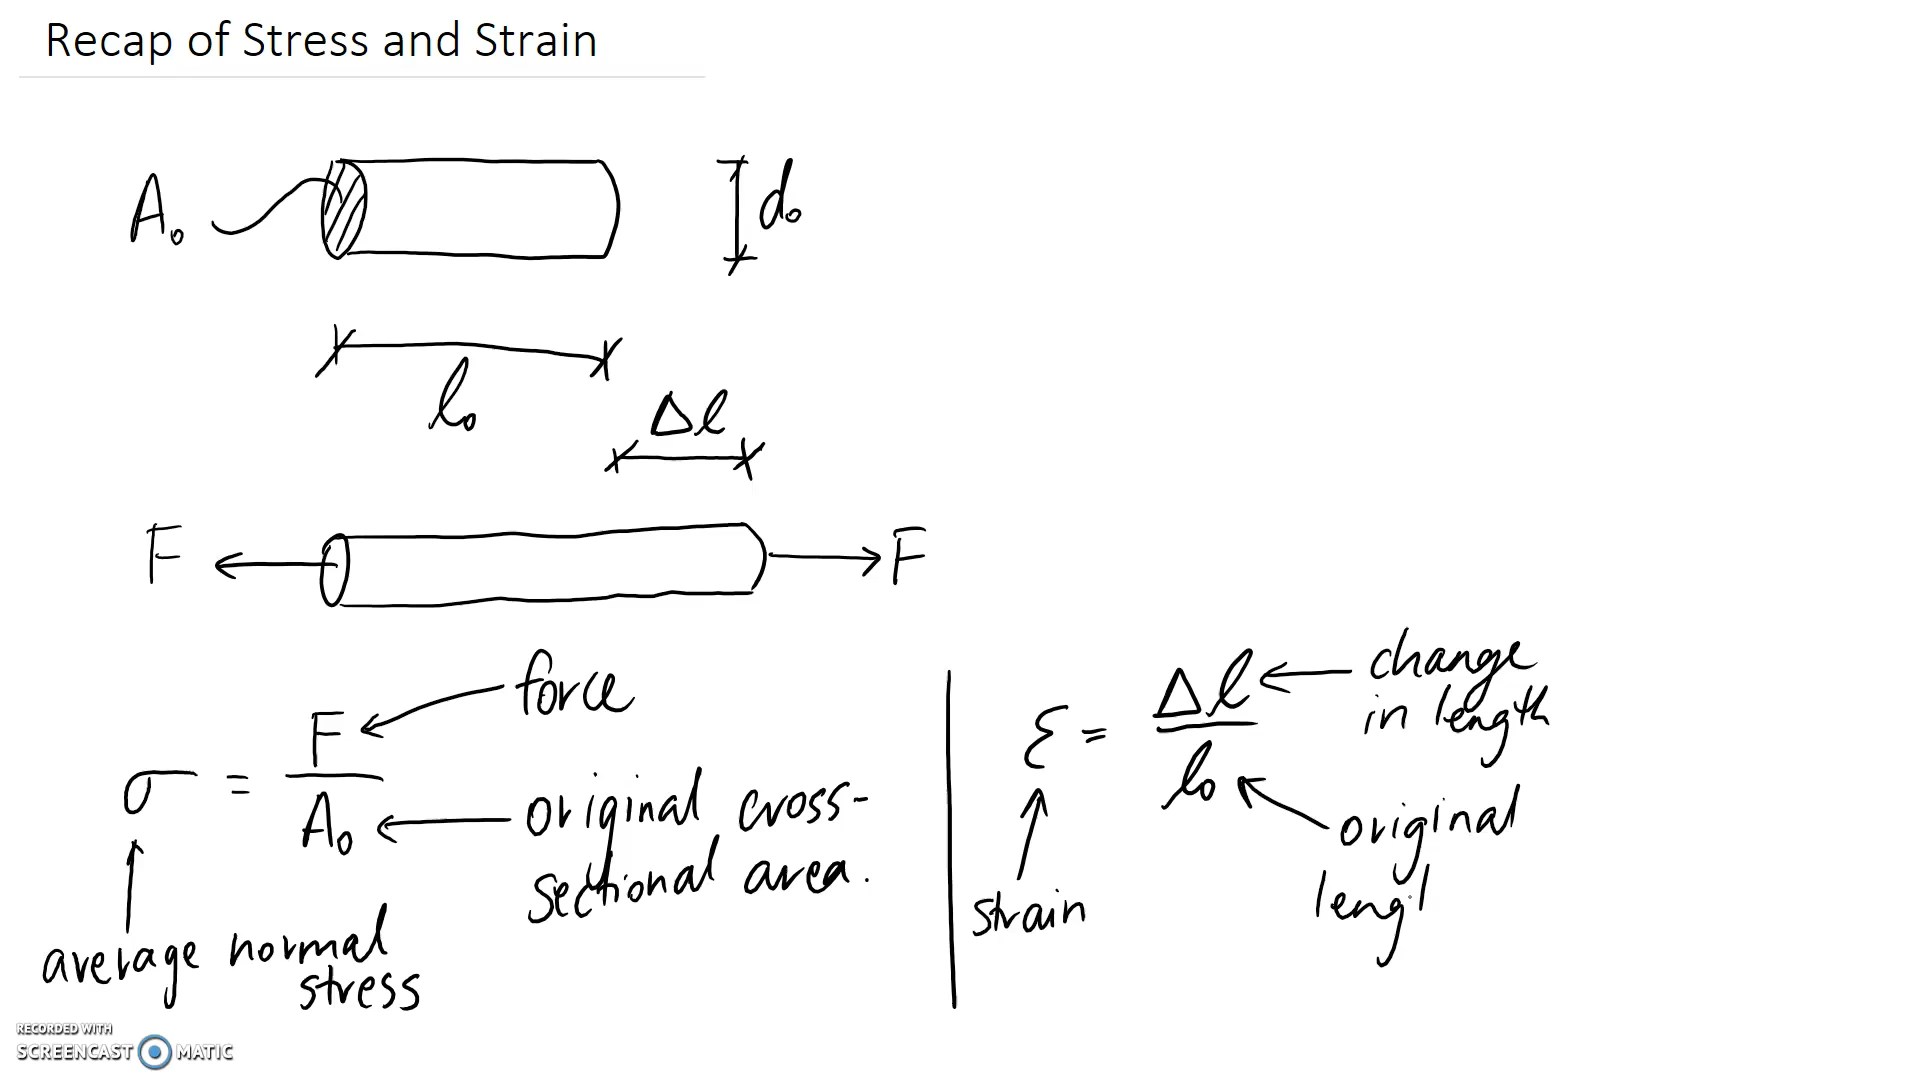 Recap of Stress and Strain
A₀
d₀
l₀
Δl
F
F
σ = F / A₀
force
original cross-
sectional area.
average normal
stress
ε = Δl / l₀
change
in length
original
lengt
strain
RECORDED WITH
SCREENCAST MATIC